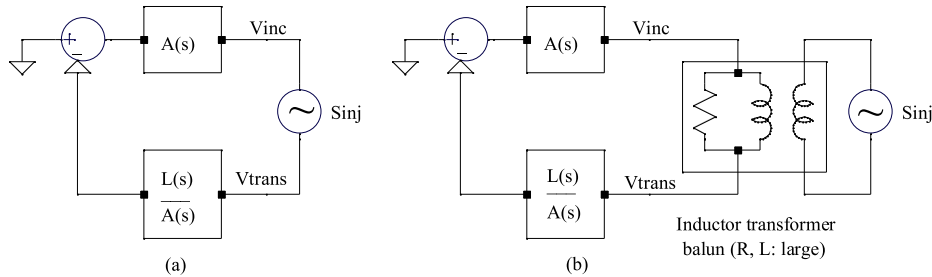 +
−
A(s)
Vinc
Sinj
Vtrans
L(s)
A(s)
(a)
+
−
A(s)
Vinc
Sinj
Vtrans
L(s)
A(s)
Inductor transformer
balun (R, L: large)
(b)